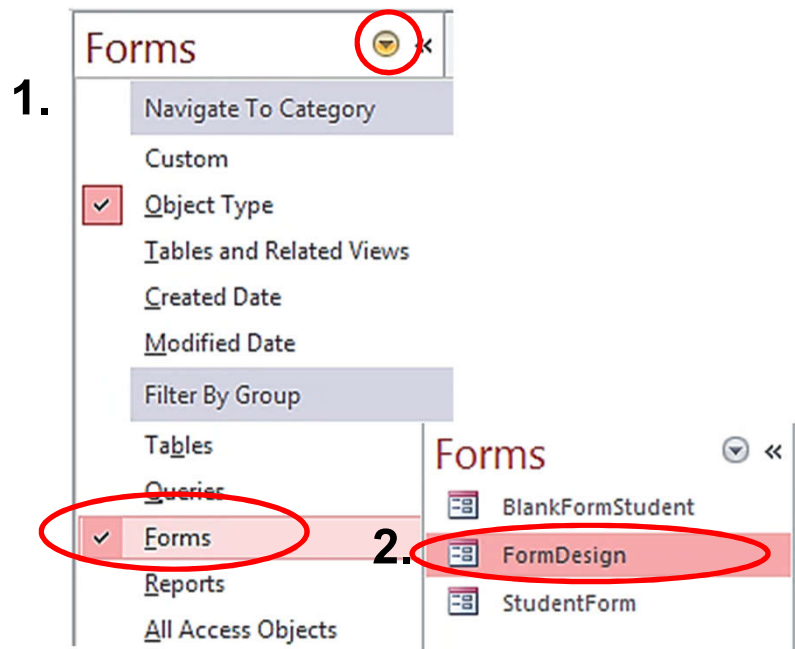 Forms «
1.
Navigate To Category
Custom
Object Type
Tables and Related Views
Created Date
Modified Date
Filter By Group
Tables
Queries
Forms
Reports
All Access Objects
Forms «
BlankFormStudent
2.
FormDesign
StudentForm